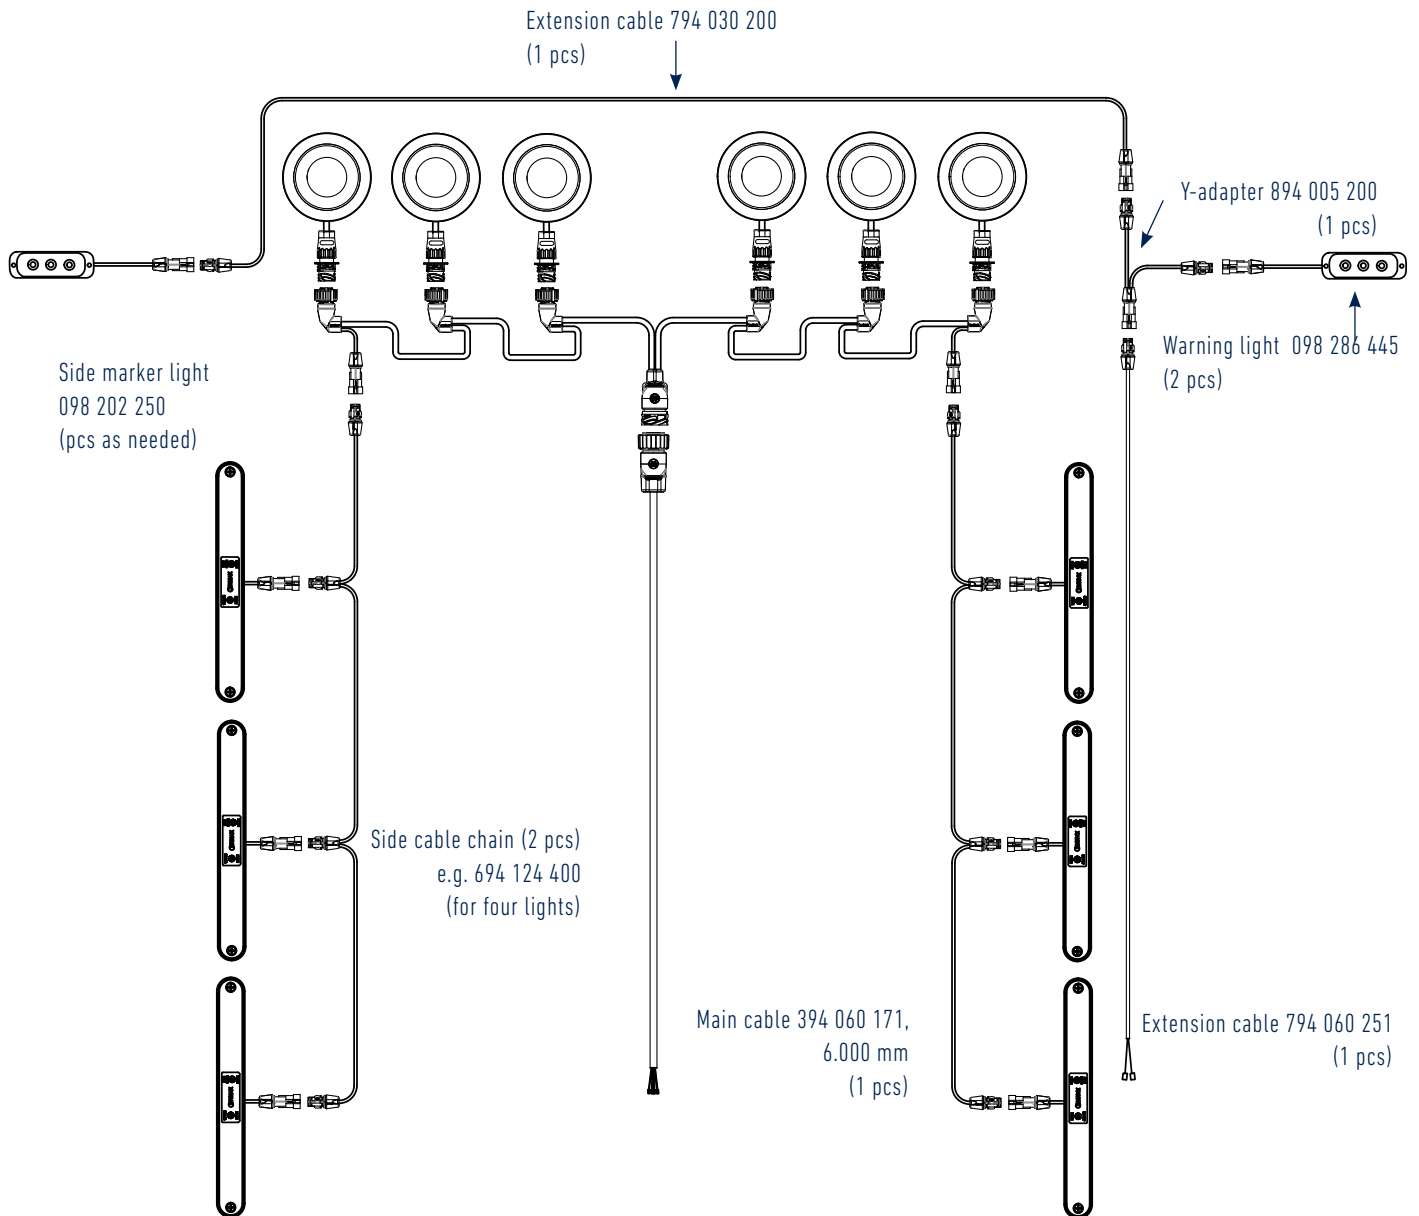 Extension cable 794 030 200
(1 pcs)
Y-adapter 894 005 200
(1 pcs)
Warning light 098 286 445
(2 pcs)
Side marker light
098 202 250
(pcs as needed)
Side cable chain (2 pcs)
e.g. 694 124 400
(for four lights)
Main cable 394 060 171,
6.000 mm
(1 pcs)
Extension cable 794 060 251
(1 pcs)